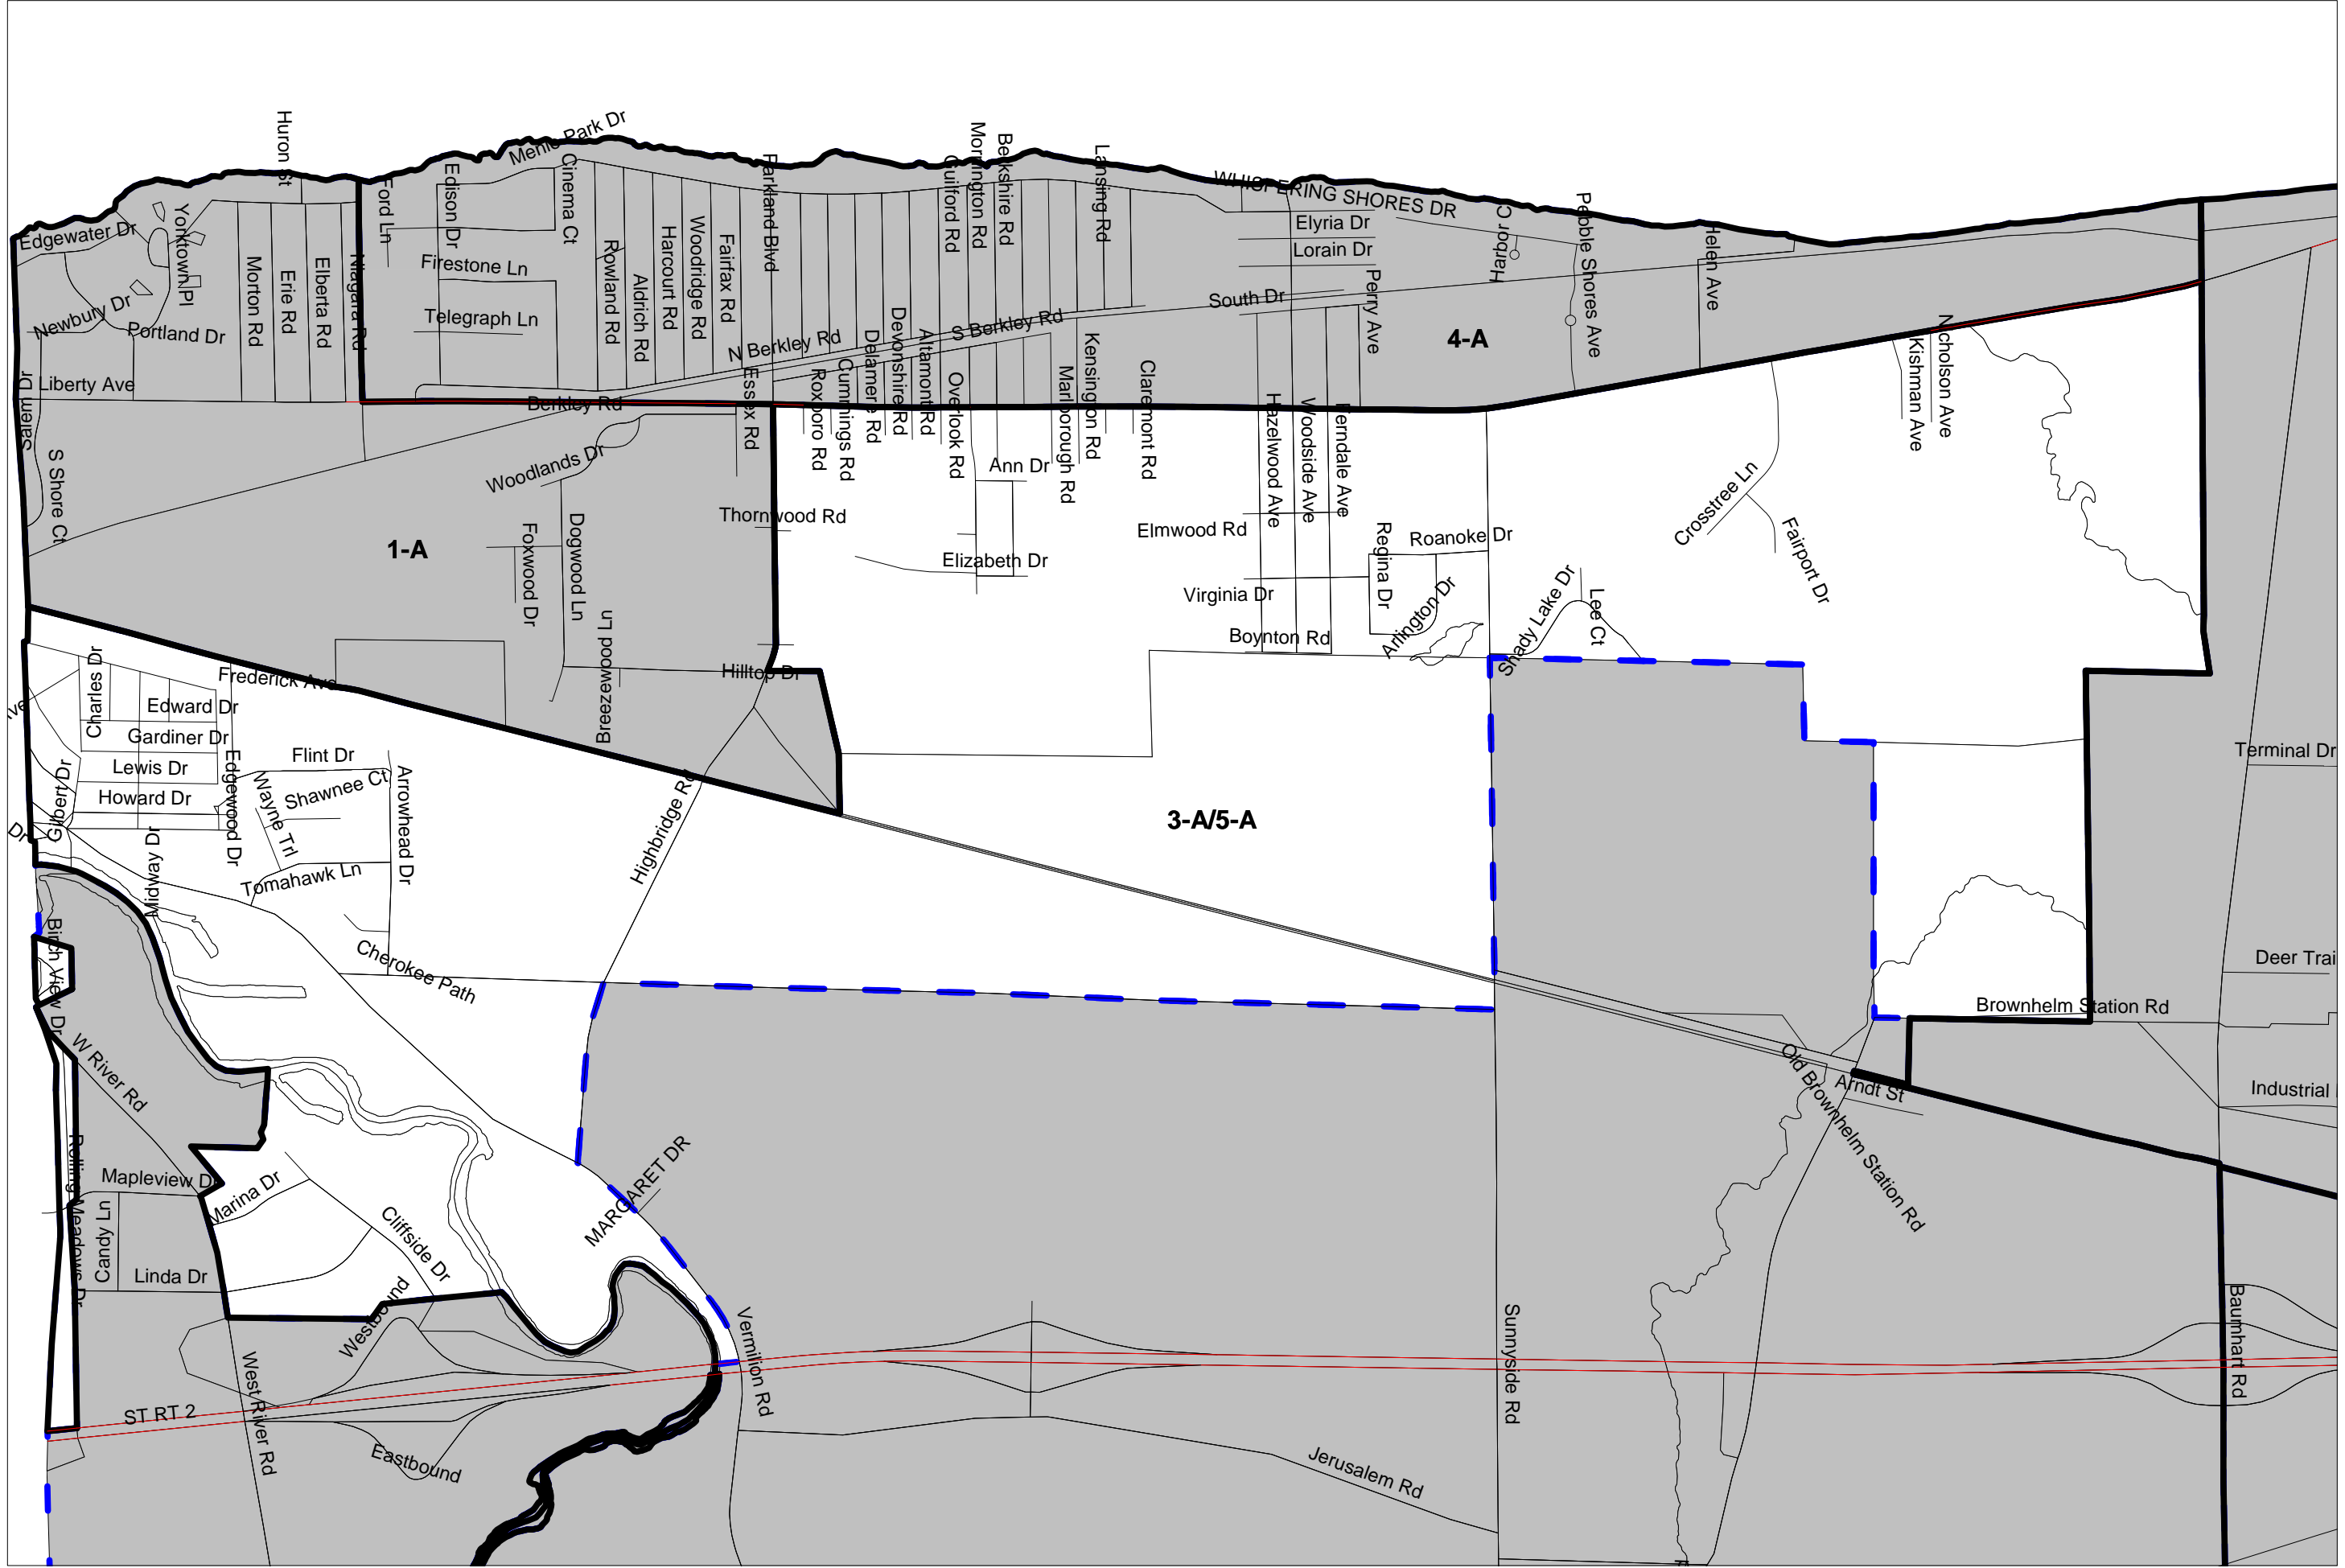 Huron St
Menlo Park Dr
Edgewater Dr
Yorktown Pl
Ford Ln
Edison Dr
Cinema Ct
Parkland Blvd
Guilford Rd
Mornington Rd
Berkshire Rd
Lansing Rd
WHISPERING SHORES DR
Elyria Dr
Lorain Dr
Harbor C
Pebble Shores Ave
Helen Ave
Newbury Dr
Portland Dr
Morton Rd
Erie Rd
Elberta Rd
Niagara Rd
Firestone Ln
Telegraph Ln
Rowland Rd
Aldrich Rd
Harcourt Rd
Woodridge Rd
Fairfax Rd
N Berkley Rd
S Berkley Rd
South Dr
Perry Ave
4-A
Nicholson Ave
Kishman Ave
Salem Dr
Liberty Ave
Berkley Rd
Essex Rd
Roxboro Rd
Cummings Rd
Delamere Rd
Devonshire Rd
Altamont Rd
Overlook Rd
Marlborough Rd
Kensington Rd
Claremont Rd
Hazelwood Ave
Woodside Ave
Ferndale Ave
S Shore Ct
Woodlands Dr
Ann Dr
Thornwood Rd
Elmwood Rd
Roanoke Dr
Regina Dr
Crosstree Ln
Fairport Dr
1-A
Foxwood Dr
Dogwood Ln
Elizabeth Dr
Virginia Dr
Arlington Dr
Shady Lake Dr
Lee Ct
Boynton Rd
Breezewood Ln
Hilltop Dr
Frederick Ave
Charles Dr
Edward Dr
Gardiner Dr
Lewis Dr
Howard Dr
Gilbert Dr
Edgewood Dr
Flint Dr
Shawnee Ct
Wayne Trl
Arrowhead Dr
Tomahawk Ln
Midway Dr
Highbridge Rd
3-A/5-A
Terminal Dr
Dr
Cherokee Path
Birch View Dr
Deer Trai
Brownhelm Station Rd
W River Rd
Old Brownhelm Station Rd
Arndt St
Industrial
Rolling Meadows Dr
Mapleview Dr
Marina Dr
MARGARET DR
Candy Ln
Linda Dr
Cliffside Dr
Westbound
Vermilion Rd
Sunnyside Rd
Baumhart Rd
ST RT 2
West River Rd
Eastbound
Jerusalem Rd